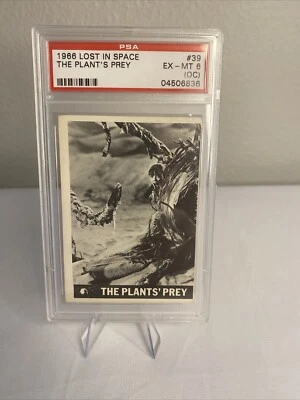 PSA
1966 LOST IN SPACE #39
THE PLANT'S PREY EX-MT 6
(OC)
04506836
THE PLANTS' PREY